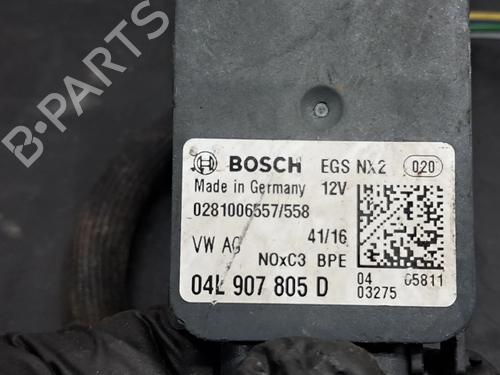 B-PARTS
BOSCH EGS NX2 020
Made in Germany 12V
0281006557/558
VW AG 41/16
NOxC3 BPE
04L 907 805 D 04 05811
03275